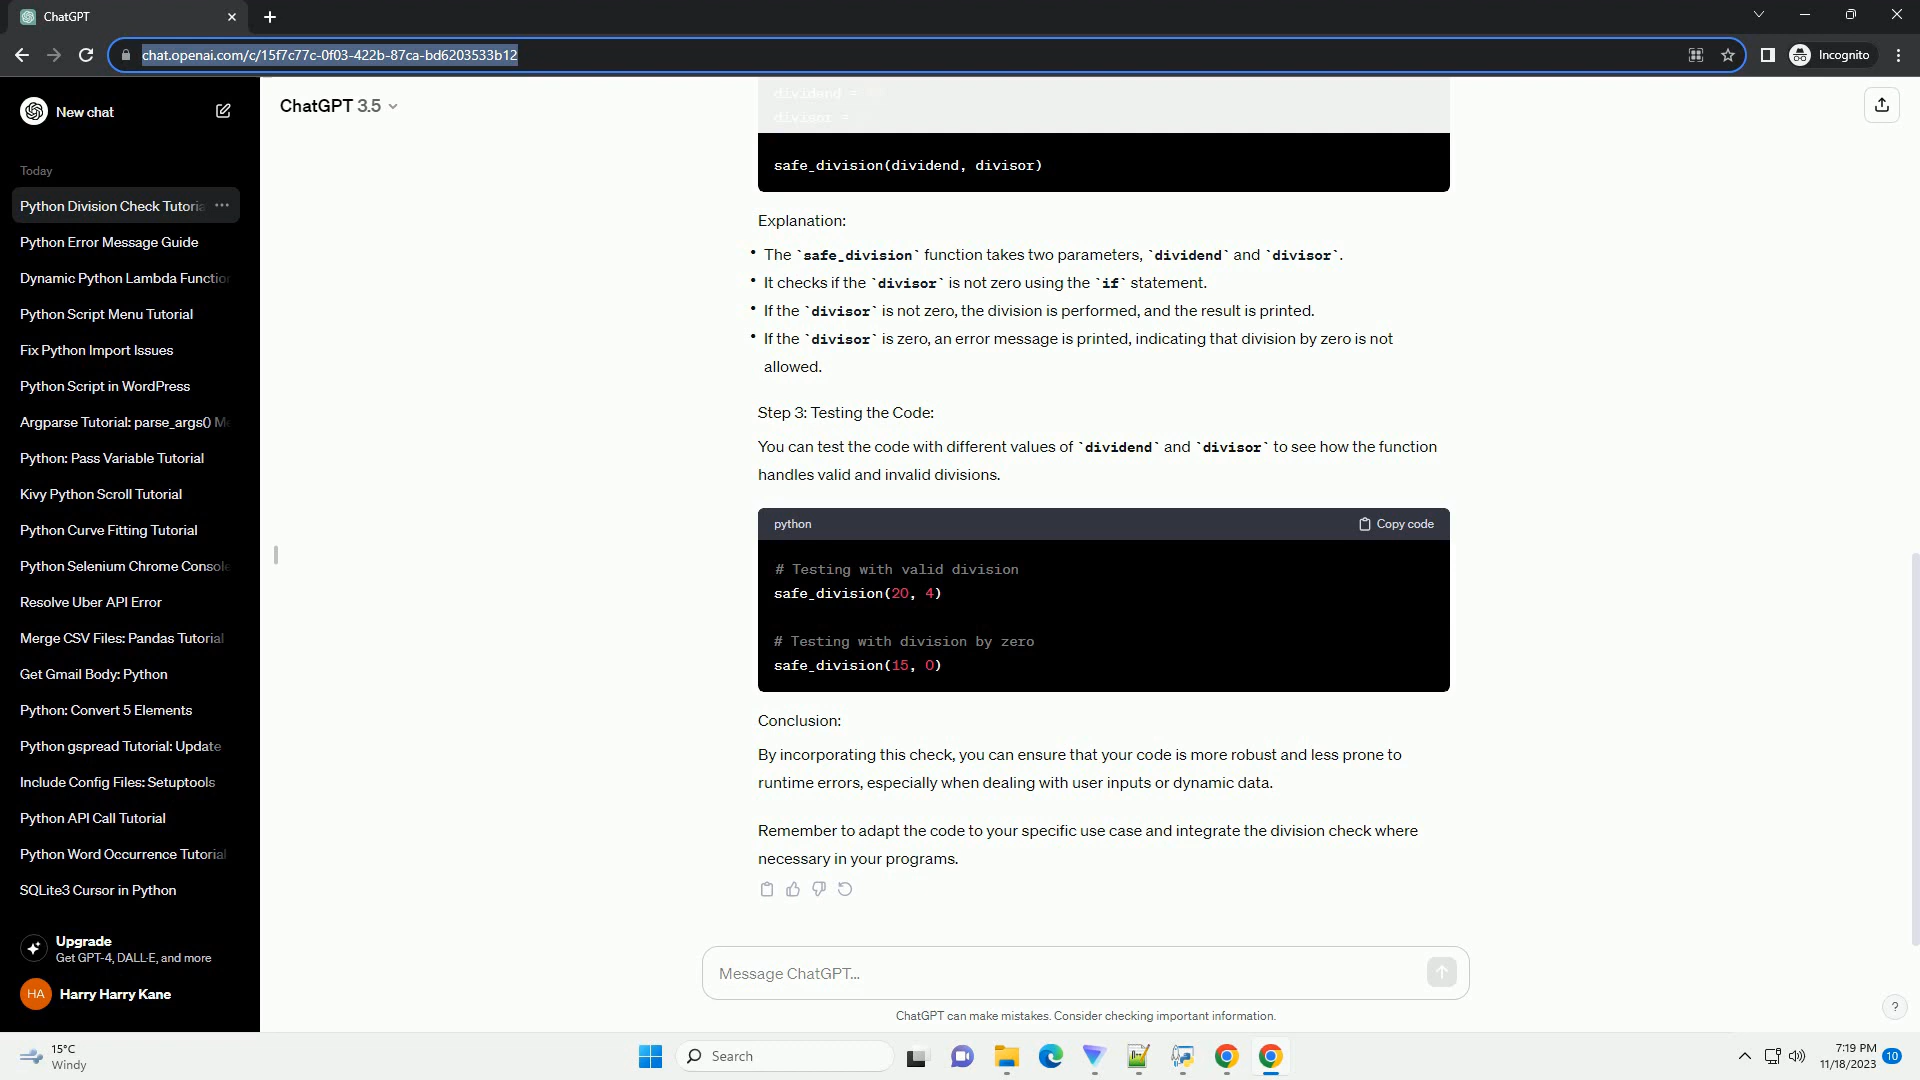 ChatGPT
chat.openai.com/c/15f7c77c-0f03-422b-87ca-bd6203533b12
Incognito
New chat
Today
Python Division Check Tutoria
Python Error Message Guide
Dynamic Python Lambda Function
Python Script Menu Tutorial
Fix Python Import Issues
Python Script in WordPress
Argparse Tutorial: parse_args() Me
Python: Pass Variable Tutorial
Kivy Python Scroll Tutorial
Python Curve Fitting Tutorial
Python Selenium Chrome Console
Resolve Uber API Error
Merge CSV Files: Pandas Tutorial
Get Gmail Body: Python
Python: Convert 5 Elements
Python gspread Tutorial: Update
Include Config Files: Setuptools
Python API Call Tutorial
Python Word Occurrence Tutorial
SQLite3 Cursor in Python
Upgrade
Get GPT-4, DALL·E, and more
HA Harry Harry Kane
ChatGPT 3.5
dividend =
divisor =
safe_division(dividend, divisor)
Explanation:
• The `safe_division` function takes two parameters, `dividend` and `divisor`.
• It checks if the `divisor` is not zero using the `if` statement.
• If the `divisor` is not zero, the division is performed, and the result is printed.
• If the `divisor` is zero, an error message is printed, indicating that division by zero is not
allowed.
Step 3: Testing the Code:
You can test the code with different values of `dividend` and `divisor` to see how the function
handles valid and invalid divisions.
python Copy code
# Testing with valid division
safe_division(20, 4)
# Testing with division by zero
safe_division(15, 0)
Conclusion:
By incorporating this check, you can ensure that your code is more robust and less prone to
runtime errors, especially when dealing with user inputs or dynamic data.
Remember to adapt the code to your specific use case and integrate the division check where
necessary in your programs.
Message ChatGPT...
ChatGPT can make mistakes. Consider checking important information.
?
15°C
Windy
Search
7:19 PM
11/18/2023
10